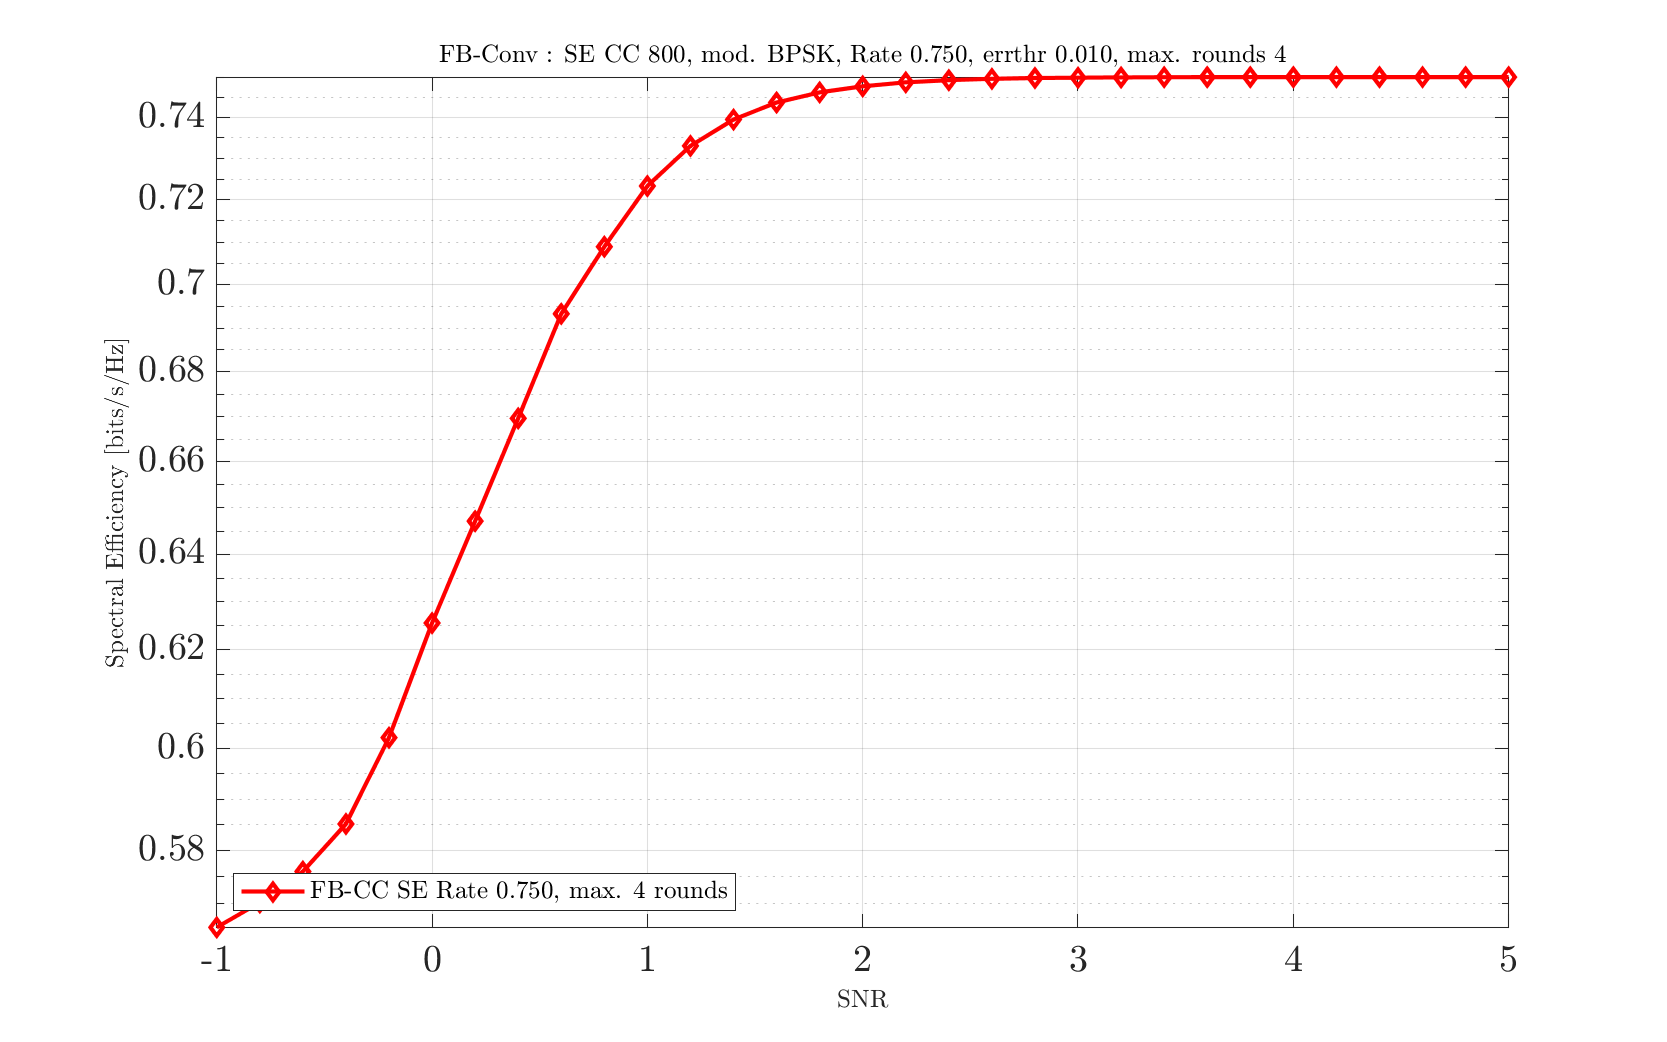 FB-Conv : SE CC 800, mod. BPSK, Rate 0.750, errthr 0.010, max. rounds 4
Spectral Efficiency [bits/s/Hz]
0.74
0.72
0.7
0.68
0.66
0.64
0.62
0.6
0.58
FB-CC SE Rate 0.750, max. 4 rounds
-1 0 1 2 3 4 5
SNR